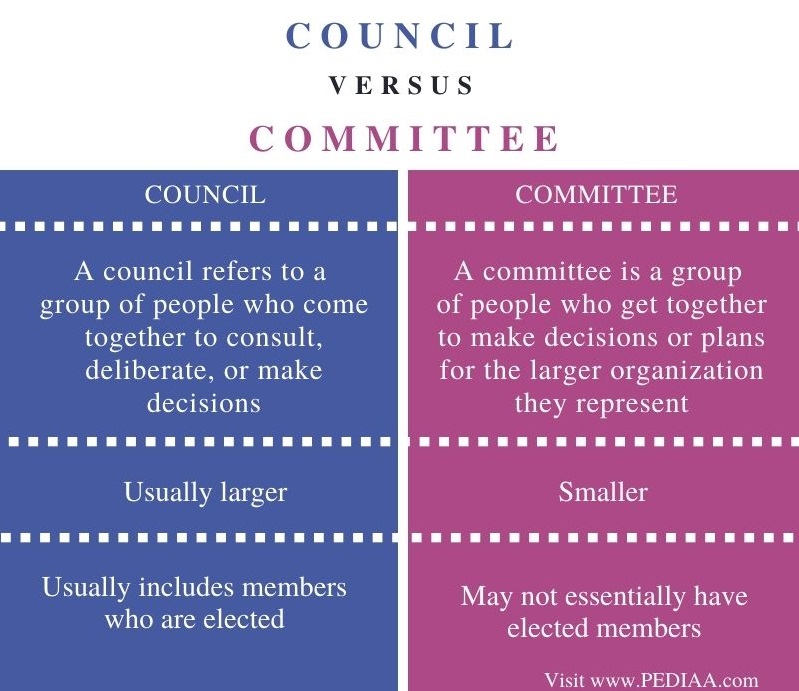 COUNCIL
VERSUS
COMMITTEE
COUNCIL
A council refers to a
group of people who come
together to consult,
deliberate, or make
decisions
Usually larger
Usually includes members
who are elected
COMMITTEE
A committee is a group
of people who get together
to make decisions or plans
for the larger organization
they represent
Smaller
May not essentially have
elected members
Visit www.PEDIAA.com